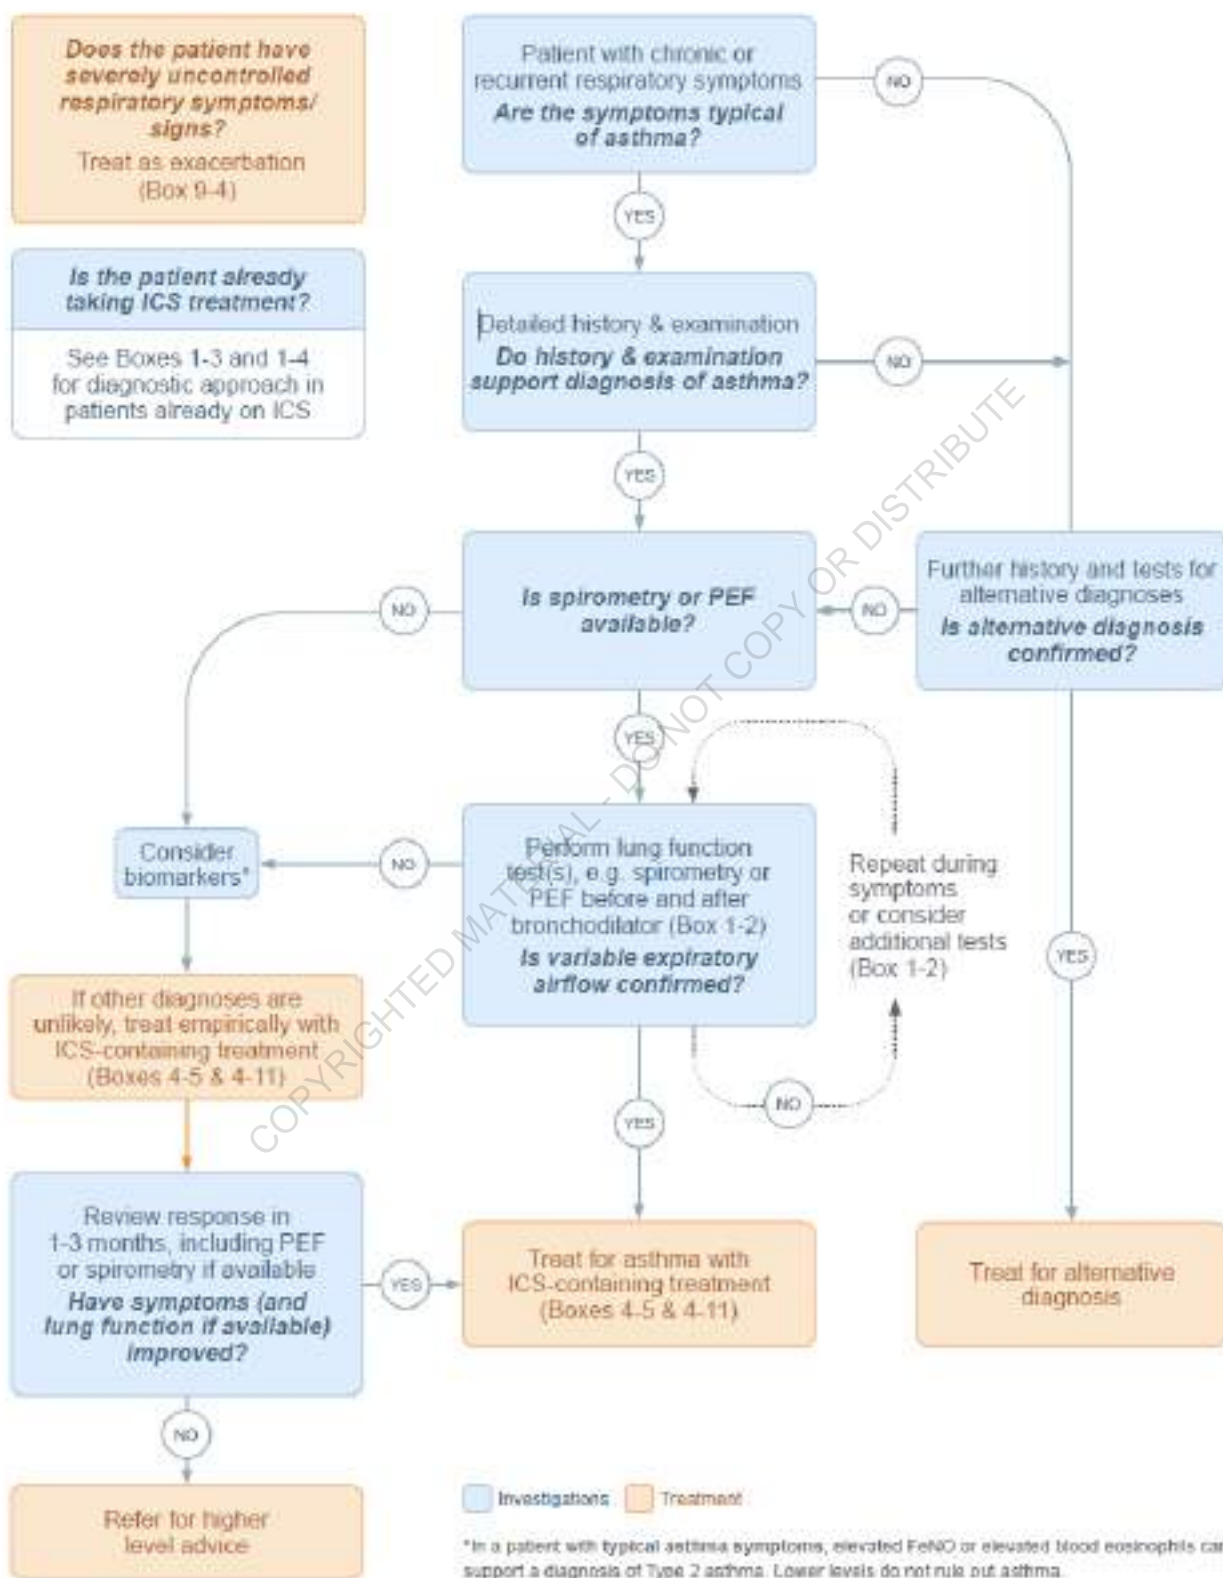 Does the patient have
severely uncontrolled
respiratory symptoms/
signs?
Treat as exacerbation
(Box 9-4)
Is the patient already
taking ICS treatment?
See Boxes 1-3 and 1-4
for diagnostic approach in
patients already on ICS
Patient with chronic or
recurrent respiratory symptoms
Are the symptoms typical
of asthma?
NO
YES
Detailed history & examination
Do history & examination
support diagnosis of asthma?
NO
YES
Is spirometry or PEF
available?
NO
YES
Further history and tests for
alternative diagnoses
Is alternative diagnosis
confirmed?
NO
YES
Consider
biomarkers*
Perform lung function
test(s), e.g. spirometry or
PEF before and after
bronchodilator (Box 1-2)
Is variable expiratory
airflow confirmed?
NO
YES
NO
Repeat during
symptoms
or consider
additional tests
(Box 1-2)
If other diagnoses are
unlikely, treat empirically with
ICS-containing treatment
(Boxes 4-5 & 4-11)
Review response in
1-3 months, including PEF
or spirometry if available
Have symptoms (and
lung function if available)
improved?
YES
NO
Treat for asthma with
ICS-containing treatment
(Boxes 4-5 & 4-11)
Treat for alternative
diagnosis
Refer for higher
level advice
Investigations
Treatment
*In a patient with typical asthma symptoms, elevated FeNO or elevated blood eosinophils can
support a diagnosis of Type 2 asthma. Lower levels do not rule out asthma.
COPYRIGHTED MATERIAL - DO NOT COPY OR DISTRIBUTE